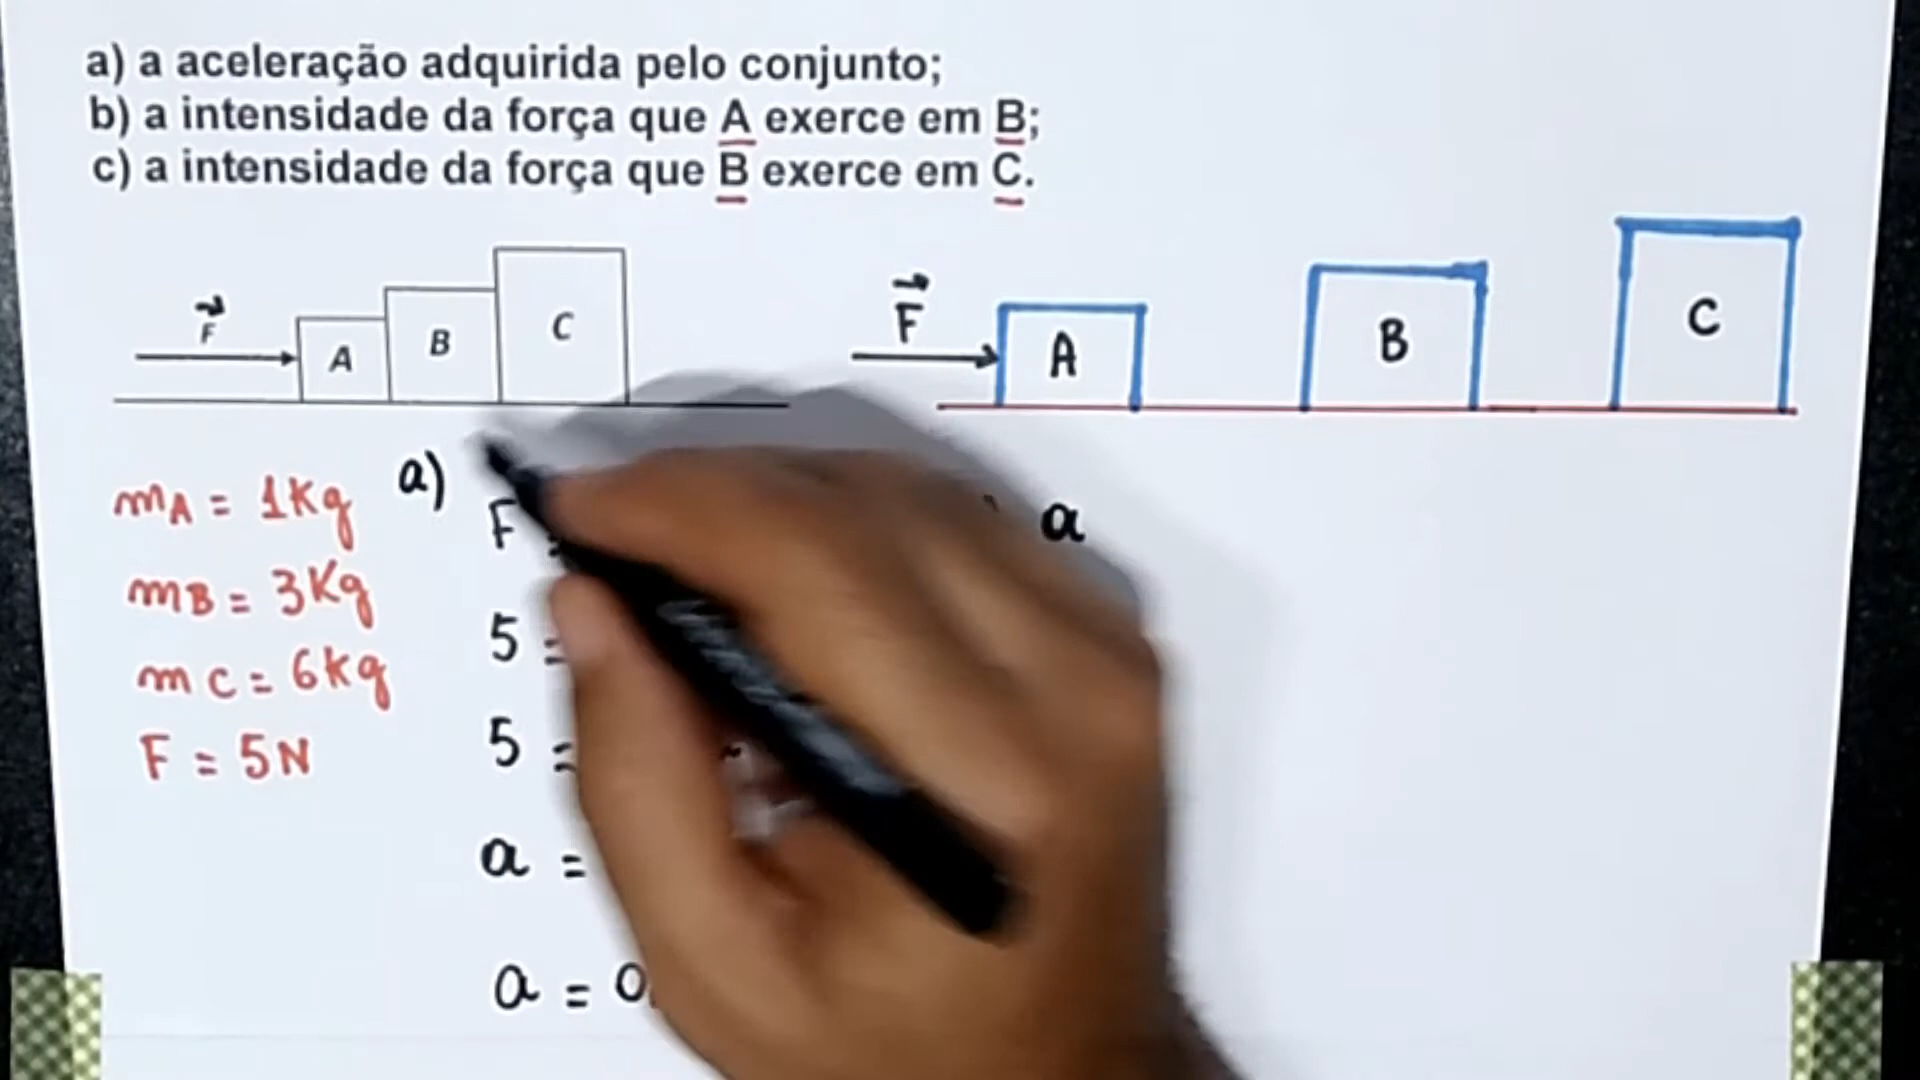 a) a aceleração adquirida pelo conjunto;
b) a intensidade da força que A exerce em B;
c) a intensidade da força que B exerce em C.
F A B C
F A B C
mA = 1Kg
mB = 3Kg
mC = 6kg
F = 5N
a)
F = a
5 =
5 =
a =
a = 0,